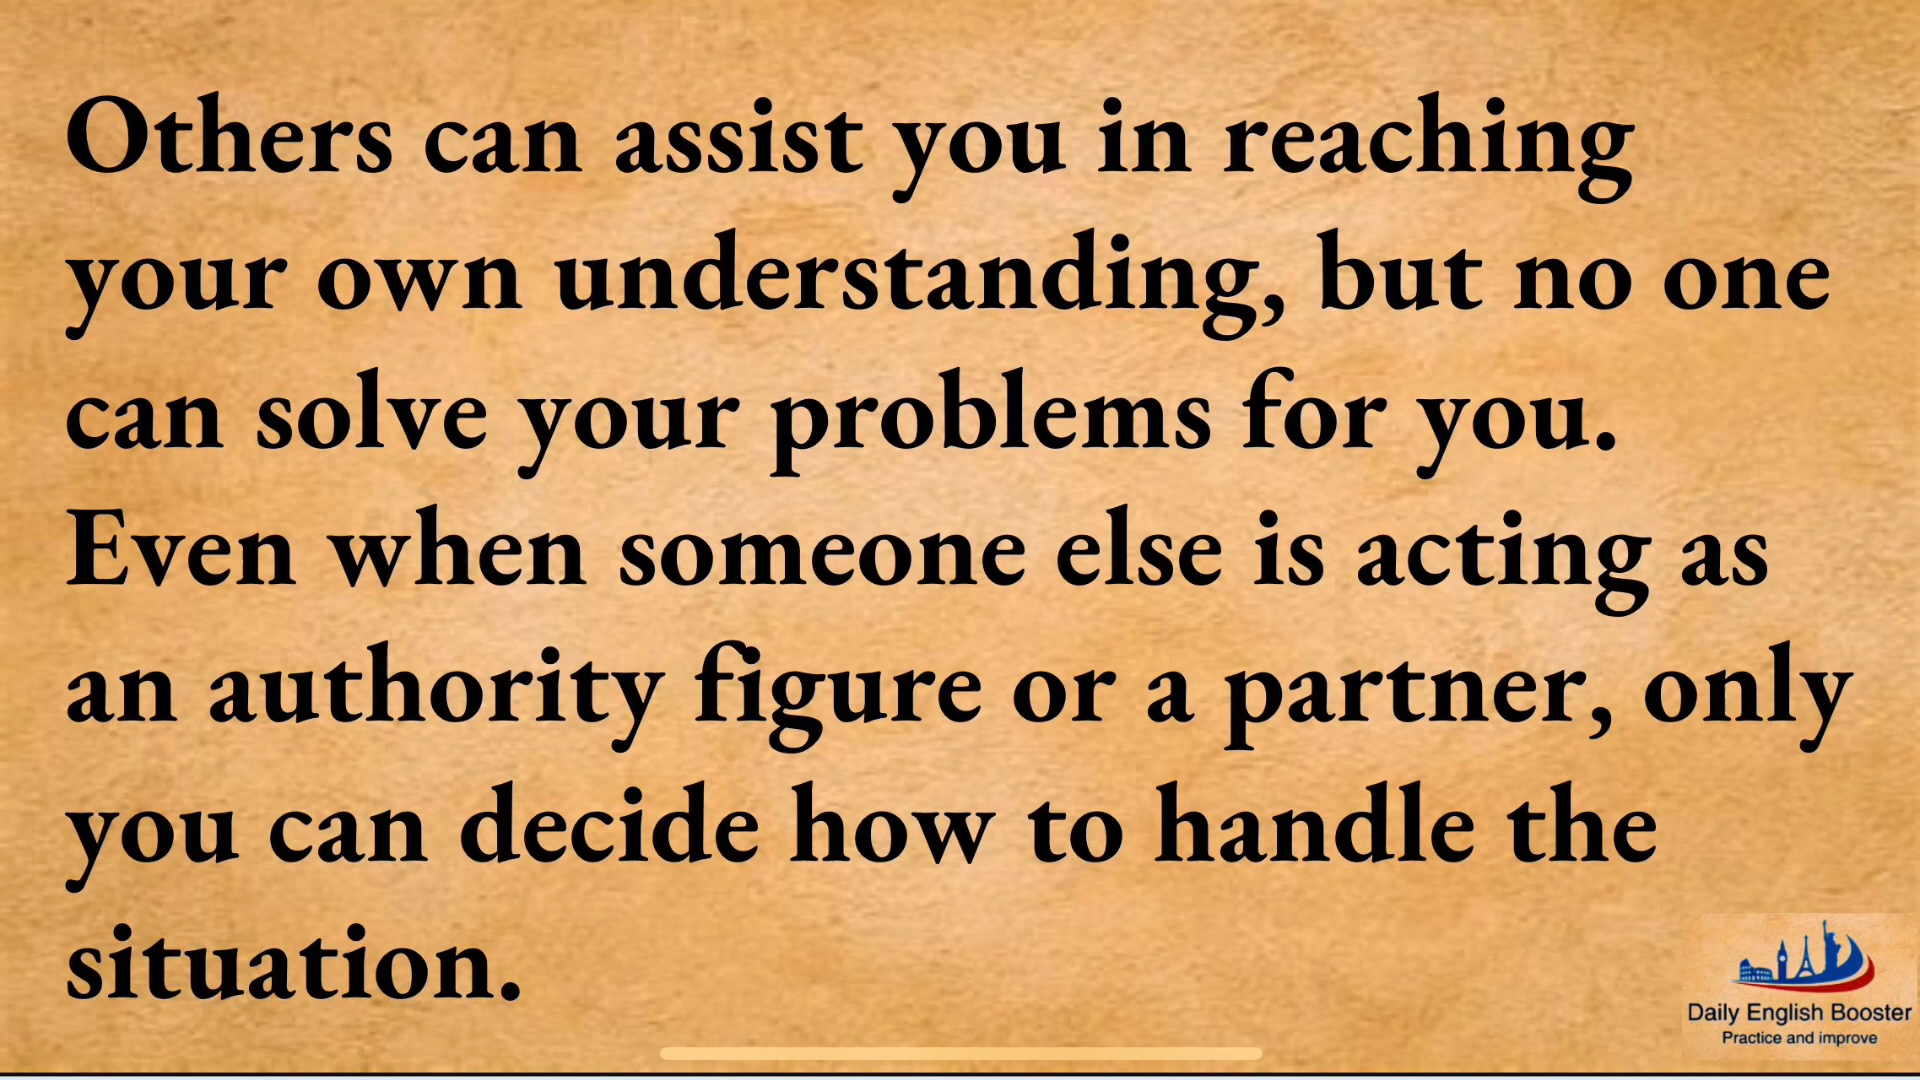 Others can assist you in reaching
your own understanding, but no one
can solve your problems for you.
Even when someone else is acting as
an authority figure or a partner, only
you can decide how to handle the
situation.
Daily English Booster
Practice and improve